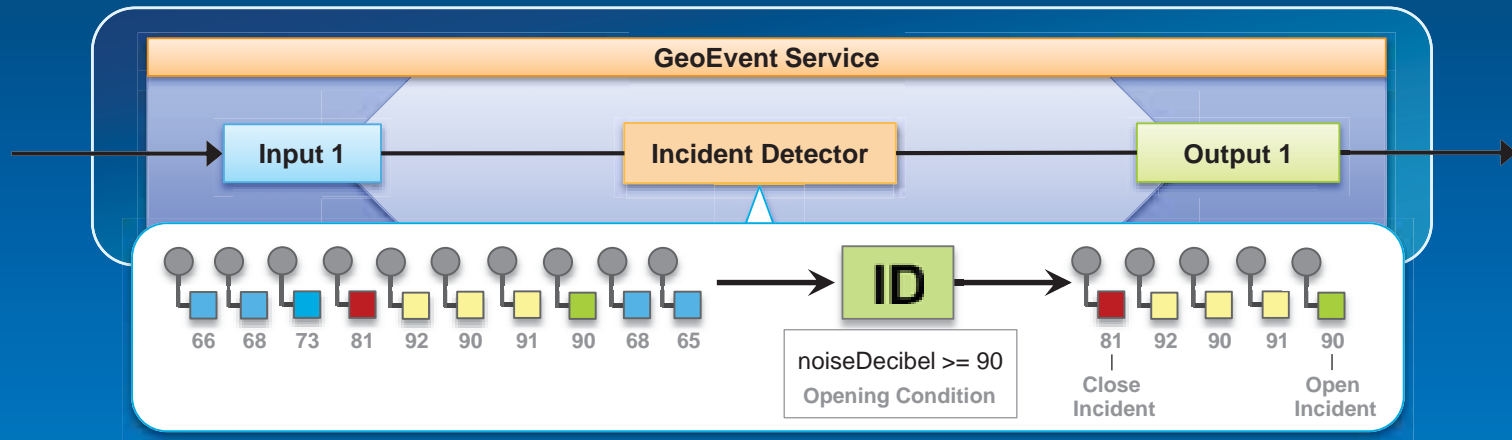 GeoEvent Service
Input 1
Incident Detector
Output 1
66 68 73 81 92 90 91 90 68 65
ID
noiseDecibel >= 90
Opening Condition
81 92 90 91 90
Close
Incident
Open
Incident